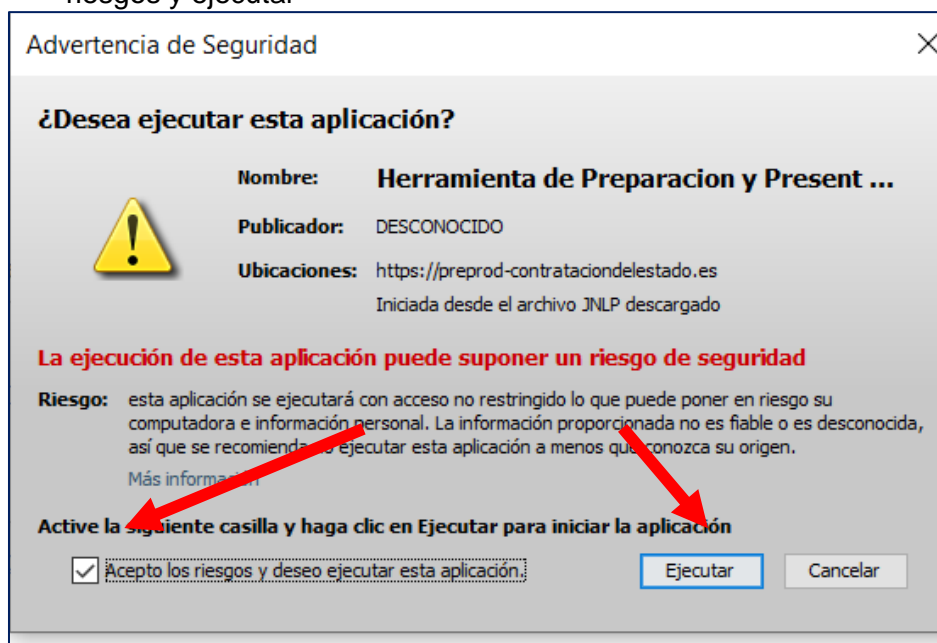 riesgos y ejecutar
Advertencia de Seguridad
¿Desea ejecutar esta aplicación?
Nombre: Herramienta de Preparacion y Present ...
Publicador: DESCONOCIDO
Ubicaciones: https://preprod-contrataciondelestado.es
Iniciada desde el archivo JNLP descargado
La ejecución de esta aplicación puede suponer un riesgo de seguridad
Riesgo: esta aplicación se ejecutará con acceso no restringido lo que puede poner en riesgo su
computadora e información personal. La información proporcionada no es fiable o es desconocida,
así que se recomienda no ejecutar esta aplicación a menos que conozca su origen.
Más información
Active la siguiente casilla y haga clic en Ejecutar para iniciar la aplicación
Acepto los riesgos y deseo ejecutar esta aplicación.
Ejecutar Cancelar